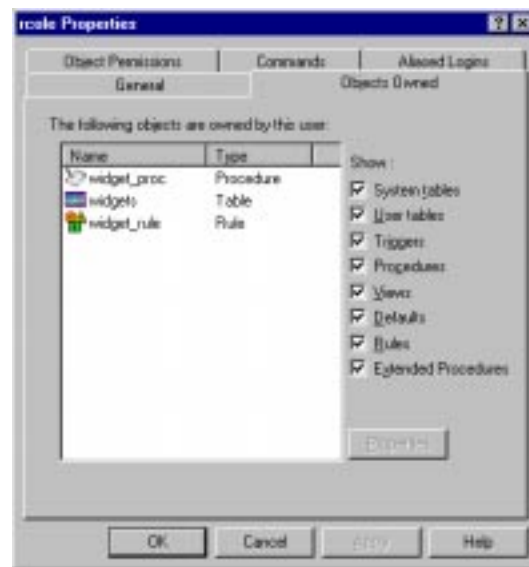 rcole Properties
Object Permissions
Commands
Aliased Logins
General
Objects Owned
The following objects are owned by this user:
Name
Type
widget_proc
Procedure
widgets
Table
widget_rule
Rule
Show :
System tables
User tables
Triggers
Procedures
Views
Defaults
Rules
Extended Procedures
Properties
OK
Cancel
Apply
Help